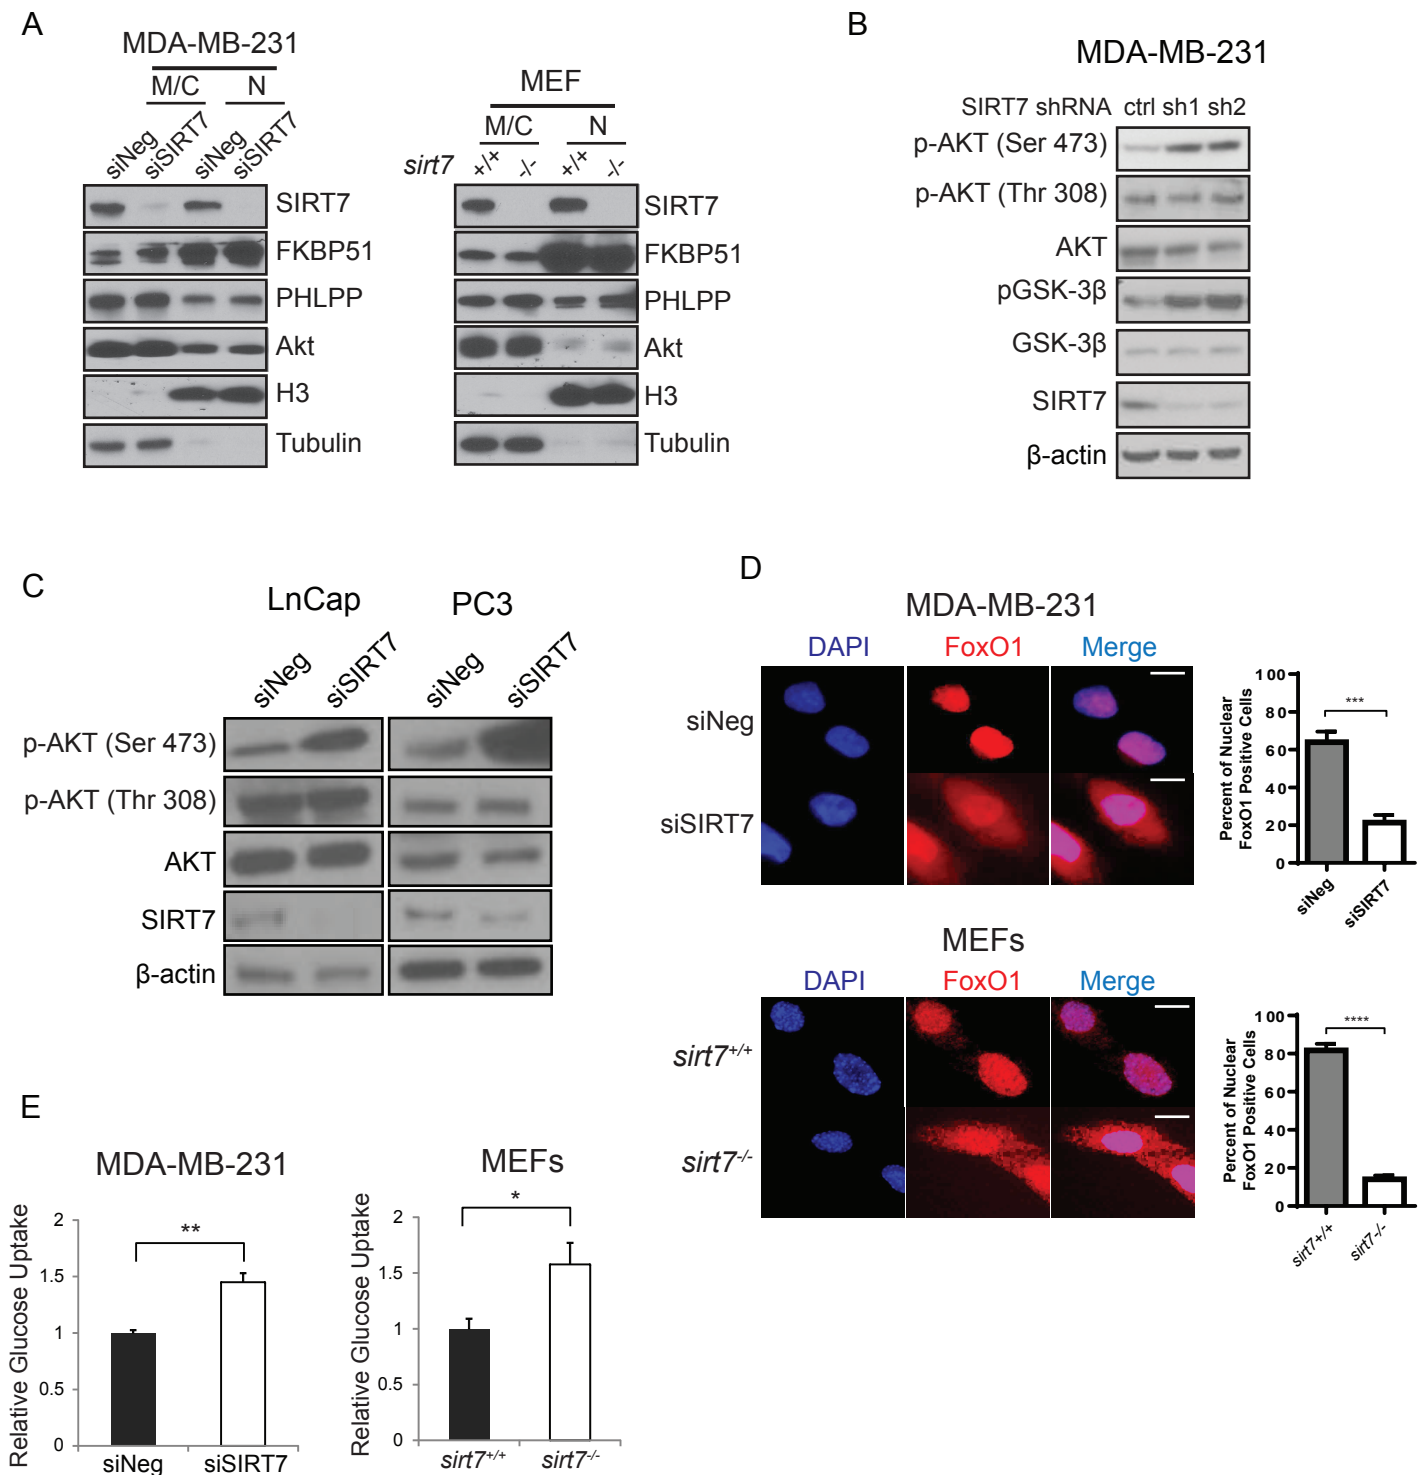 A
MDA-MB-231
M/C N
siNeg siSIRT7 siNeg siSIRT7
SIRT7
FKBP51
PHLPP
Akt
H3
Tubulin
MEF
M/C N
sirt7 +/+ -/- +/+ -/-
SIRT7
FKBP51
PHLPP
Akt
H3
Tubulin
B
MDA-MB-231
SIRT7 shRNA ctrl sh1 sh2
p-AKT (Ser 473)
p-AKT (Thr 308)
AKT
pGSK-3β
GSK-3β
SIRT7
β-actin
C
LnCap PC3
siNeg siSIRT7 siNeg siSIRT7
p-AKT (Ser 473)
p-AKT (Thr 308)
AKT
SIRT7
β-actin
D
MDA-MB-231
DAPI FoxO1 Merge
siNeg
siSIRT7
Percent of Nuclear
FoxO1 Positive Cells
100
80
60
40
20
0
***
siNeg siSIRT7
MEFs
DAPI FoxO1 Merge
sirt7+/+
sirt7-/-
Percent of Nuclear
FoxO1 Positive Cells
100
80
60
40
20
0
****
sirt7+/+ sirt7-/-
E
MDA-MB-231
Relative Glucose Uptake
2
1.5
1
0.5
0
**
siNeg siSIRT7
MEFs
Relative Glucose Uptake
2
1.5
1
0.5
0
*
sirt7+/+ sirt7-/-